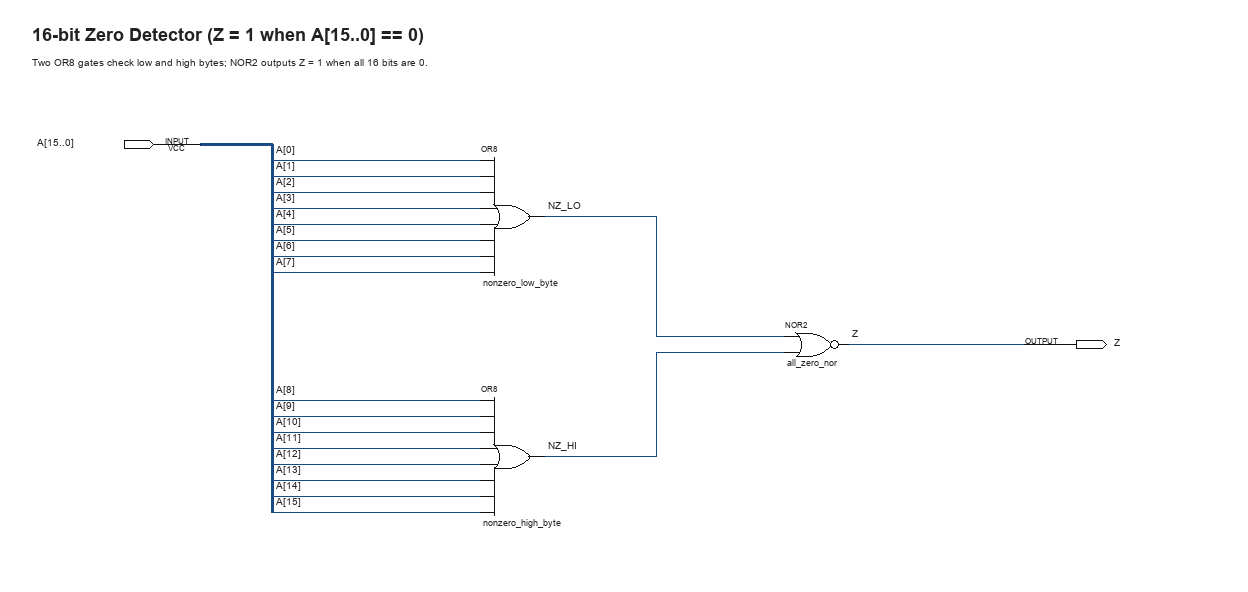 16-bit Zero Detector (Z = 1 when A[15..0] == 0)
Two OR8 gates check low and high bytes; NOR2 outputs Z = 1 when all 16 bits are 0.
A[15..0]
INPUT
VCC
A[0]
OR8
A[1]
A[2]
A[3]
A[4]
NZ_LO
A[5]
A[6]
A[7]
nonzero_low_byte
NOR2
Z
OUTPUT
Z
all_zero_nor
A[8]
OR8
A[9]
A[10]
A[11]
NZ_HI
A[12]
A[13]
A[14]
A[15]
nonzero_high_byte